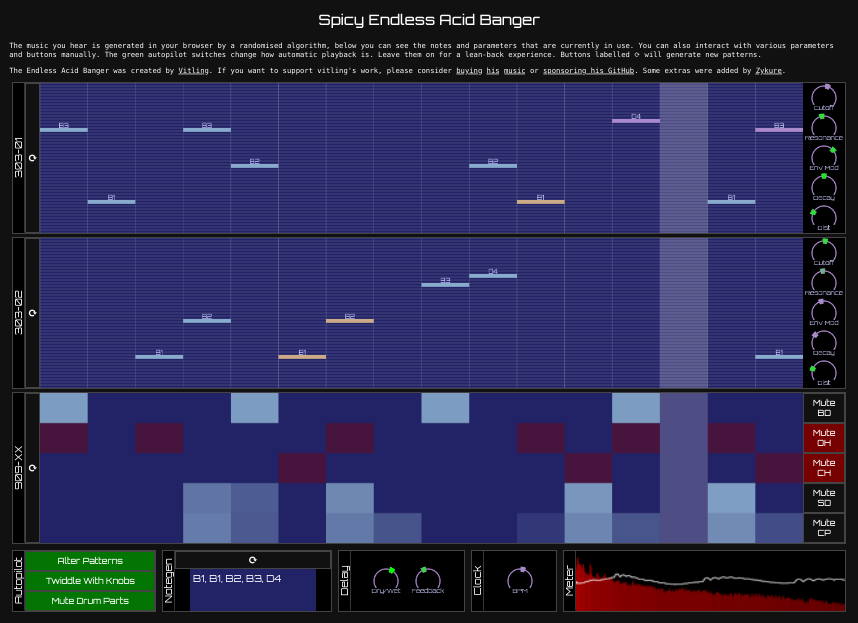 Spicy Endless Acid Banger
The music you hear is generated in your browser by a randomised algorithm, below you can see the notes and parameters that are currently in use. You can also interact with various parameters
and buttons manually. The green autopilot switches change how automatic playback is. Leave them on for a lean-back experience. Buttons labelled ⟳ will generate new patterns.
The Endless Acid Banger was created by Vitling. If you want to support vitling's work, please consider buying his music or sponsoring his GitHub. Some extras were added by Zykure.
303-01
⟳
B3
B1
B3
B2
B2
B1
D4
B1
B3
Cutoff
Resonance
Env Mod
Decay
Dist
303-02
⟳
B1
B2
B1
B2
B3
D4
B1
Cutoff
Resonance
Env Mod
Decay
Dist
909-XX
⟳
Mute
BD
Mute
OH
Mute
CH
Mute
SD
Mute
CP
Autopilot
Alter Patterns
Twiddle With Knobs
Mute Drum Parts
Notegen
⟳
B1, B1, B2, B3, D4
Delay
Dry/Wet
Feedback
Clock
BPM
Meter